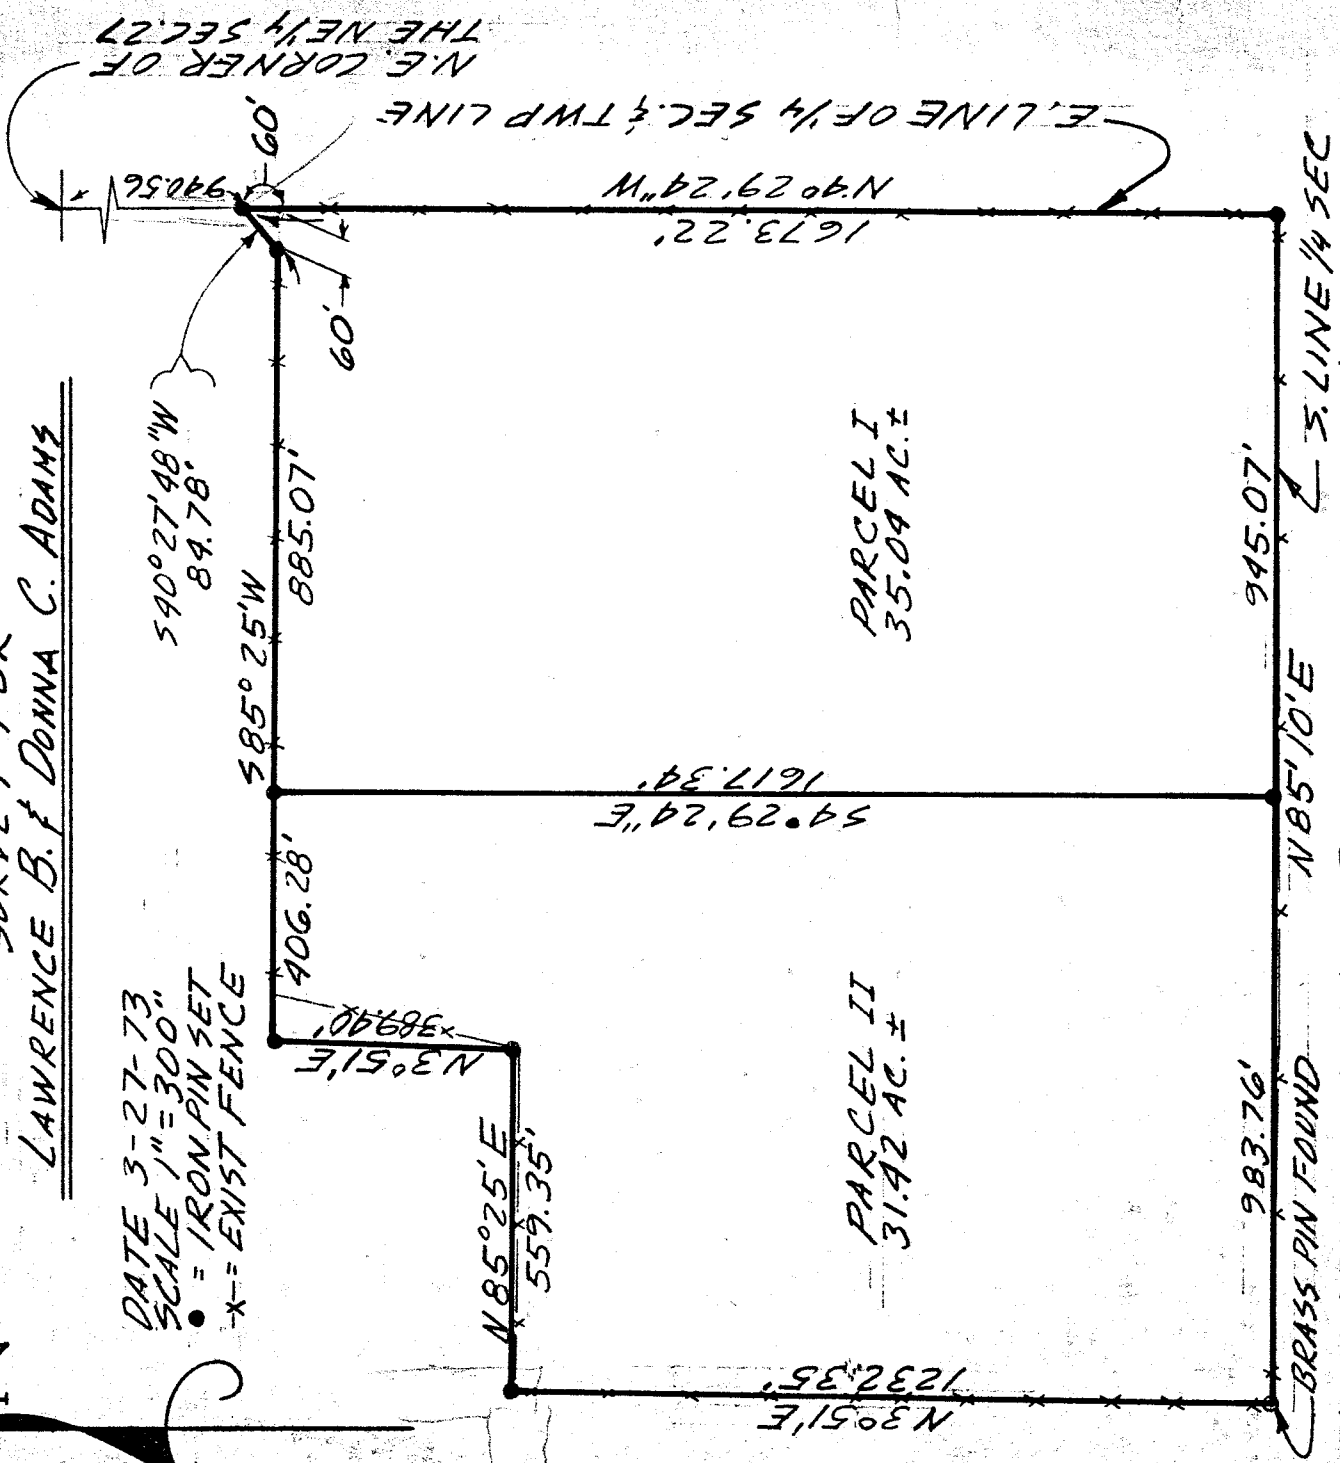 LAWRENCE B. & DONNA C. ADAMS
DATE 3-27-73
SCALE 1"=300"
● = IRON PIN SET
-x- = EXIST FENCE
N.E. CORNER OF
THE NE 1/4 SEC.27
E. LINE OF 1/4 SEC. & TWP LINE
940.56
60'
60'
N4° 29' 24"W
1673.22'
S40° 27' 48"W
84.78'
S85° 25' W
885.07'
406.28'
N3° 51' E
389.40'
N85° 25' E
559.35'
S4° 29' 24"E
1617.34'
PARCEL I
35.04 AC. ±
PARCEL II
31.42 AC. ±
1232.35'
N3° 51' E
945.07'
983.76'
N85' 10' E
S. LINE 1/4 SEC
BRASS PIN FOUND